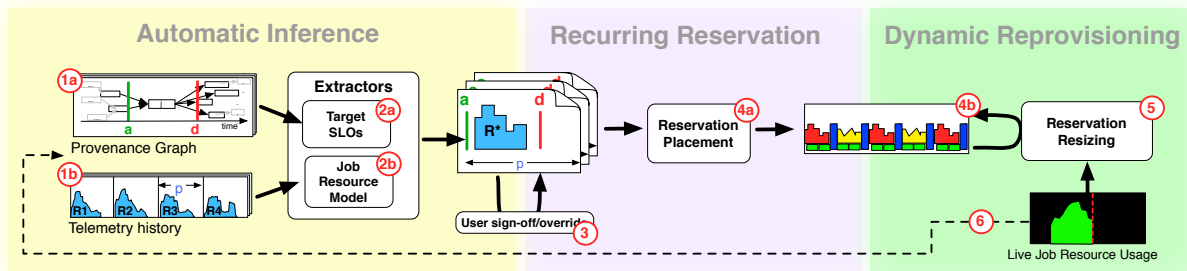 Automatic Inference
Recurring Reservation
Dynamic Reprovisioning
1a
a
d
time
Provenance Graph
1b
p
R1
R2
R3
R4
Telemetry history
Extractors
Target
SLOs
2a
Job
Resource
Model
2b
a
d
R*
p
User sign-off/override
3
Reservation
Placement
4a
4b
Reservation
Resizing
5
6
Live Job Resource Usage